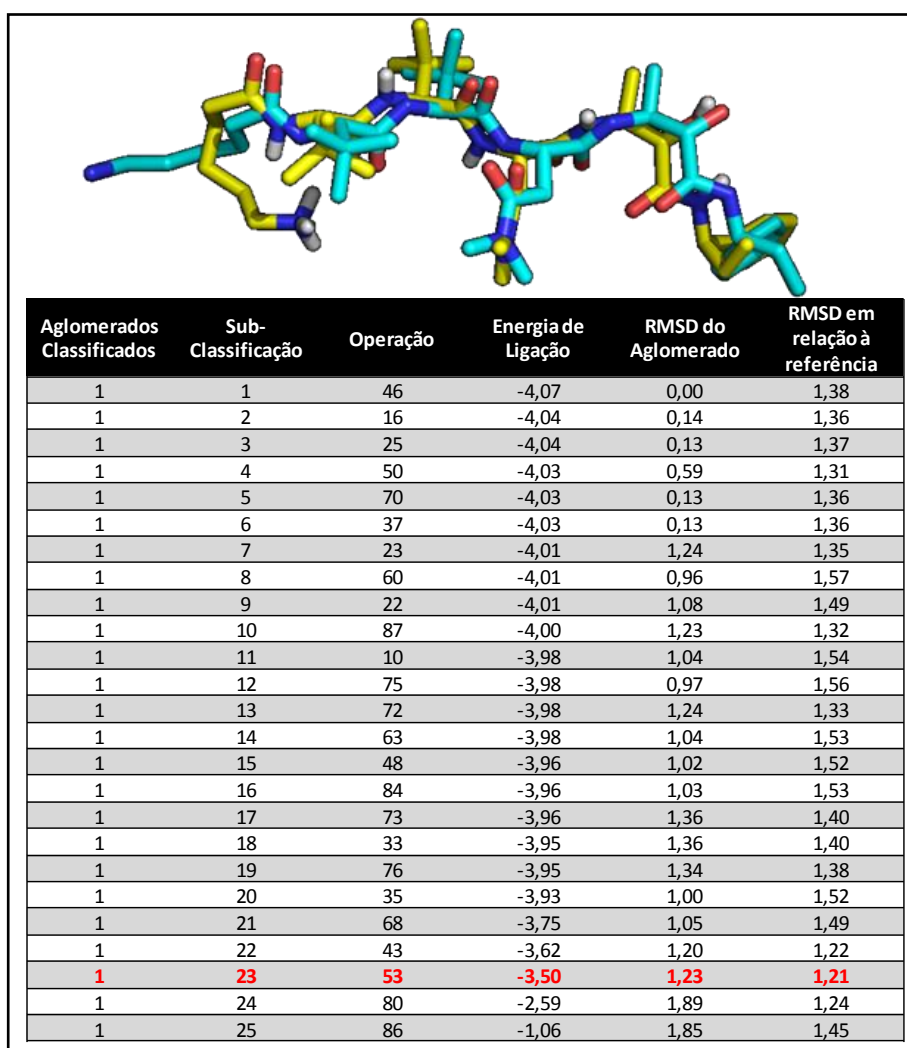 Aglomerados Classificados Sub-Classificação Operação Energia de Ligação RMSD do Aglomerado RMSD em relação à referência
1 1 46 -4,07 0,00 1,38
1 2 16 -4,04 0,14 1,36
1 3 25 -4,04 0,13 1,37
1 4 50 -4,03 0,59 1,31
1 5 70 -4,03 0,13 1,36
1 6 37 -4,03 0,13 1,36
1 7 23 -4,01 1,24 1,35
1 8 60 -4,01 0,96 1,57
1 9 22 -4,01 1,08 1,49
1 10 87 -4,00 1,23 1,32
1 11 10 -3,98 1,04 1,54
1 12 75 -3,98 0,97 1,56
1 13 72 -3,98 1,24 1,33
1 14 63 -3,98 1,04 1,53
1 15 48 -3,96 1,02 1,52
1 16 84 -3,96 1,03 1,53
1 17 73 -3,96 1,36 1,40
1 18 33 -3,95 1,36 1,40
1 19 76 -3,95 1,34 1,38
1 20 35 -3,93 1,00 1,52
1 21 68 -3,75 1,05 1,49
1 22 43 -3,62 1,20 1,22
1 23 53 -3,50 1,23 1,21
1 24 80 -2,59 1,89 1,24
1 25 86 -1,06 1,85 1,45